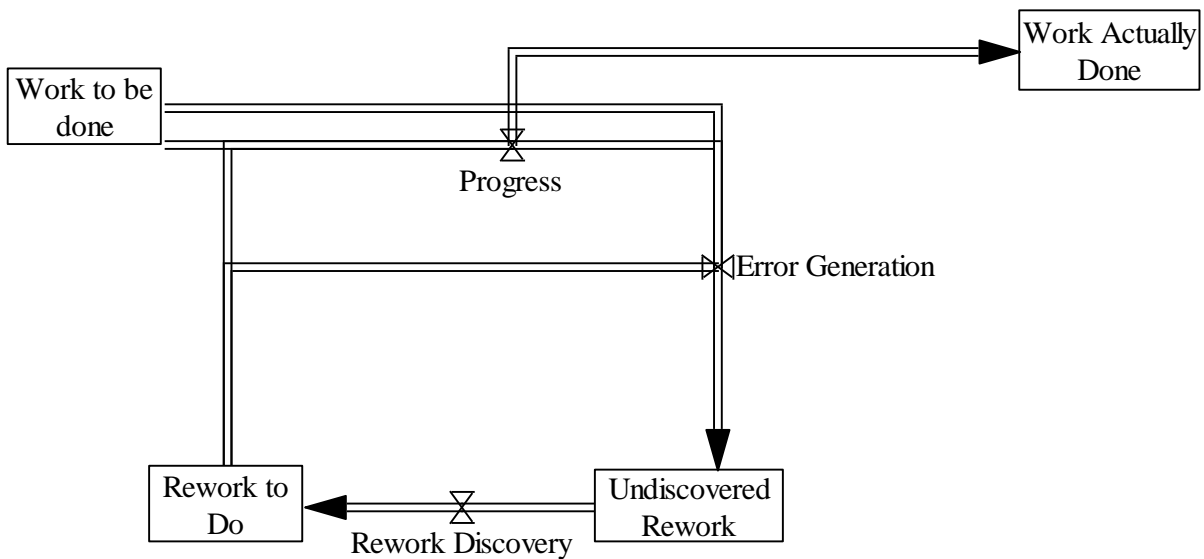 Work Actually
Done
Work to be
done
Progress
Error Generation
Rework to
Do
Undiscovered
Rework
Rework Discovery